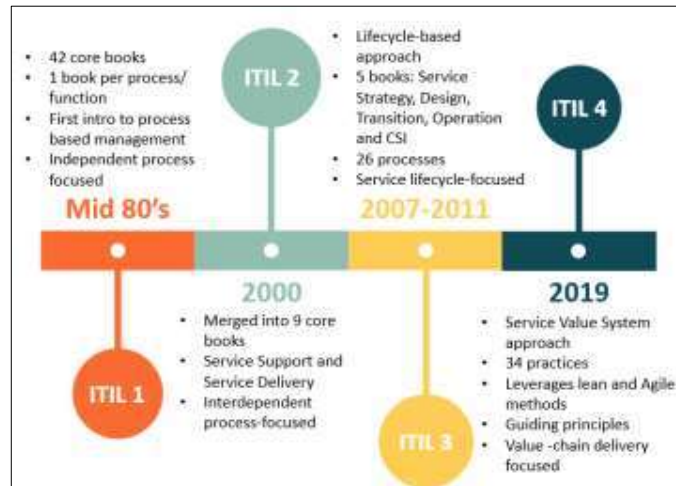 • 42 core books
• 1 book per process/
function
• First intro to process
based management
• Independent process
focused
Mid 80's
ITIL 1
ITIL 2
2000
• Merged into 9 core
books
• Service Support and
Service Delivery
• Interdependent
process-focused
• Lifecycle-based
approach
• 5 books: Service
Strategy, Design,
Transition, Operation
and CSI
• 26 processes
• Service lifecycle-focused
2007-2011
ITIL 3
ITIL 4
2019
• Service Value System
approach
• 34 practices
• Leverages lean and Agile
methods
• Guiding principles
• Value -chain delivery
focused